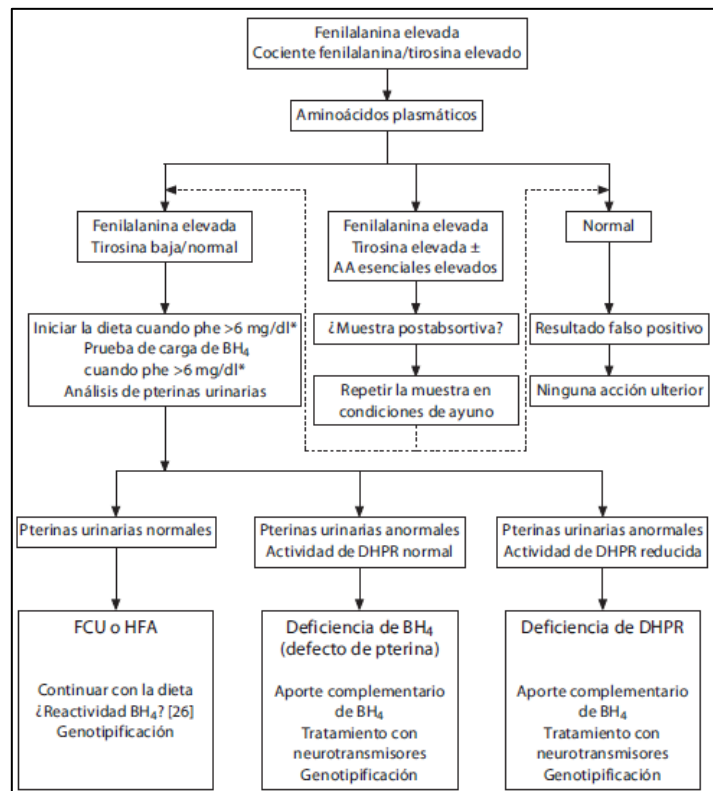 Fenilalanina elevada
Cociente fenilalanina/tirosina elevado
Aminoácidos plasmáticos
Fenilalanina elevada
Tirosina baja/normal
Fenilalanina elevada
Tirosina elevada ±
AA esenciales elevados
Normal
Iniciar la dieta cuando phe >6 mg/dl*
Prueba de carga de BH₄
cuando phe >6 mg/dl*
Análisis de pterinas urinarias
¿Muestra postabsortiva?
Resultado falso positivo
Repetir la muestra en
condiciones de ayuno
Ninguna acción ulterior
Pterinas urinarias normales
Pterinas urinarias anormales
Actividad de DHPR normal
Pterinas urinarias anormales
Actividad de DHPR reducida
FCU o HFA
Continuar con la dieta
¿Reactividad BH₄? [26]
Genotipificación
Deficiencia de BH₄
(defecto de pterina)
Aporte complementario
de BH₄
Tratamiento con
neurotransmisores
Genotipificación
Deficiencia de DHPR
Aporte complementario
de BH₄
Tratamiento con
neurotransmisores
Genotipificación